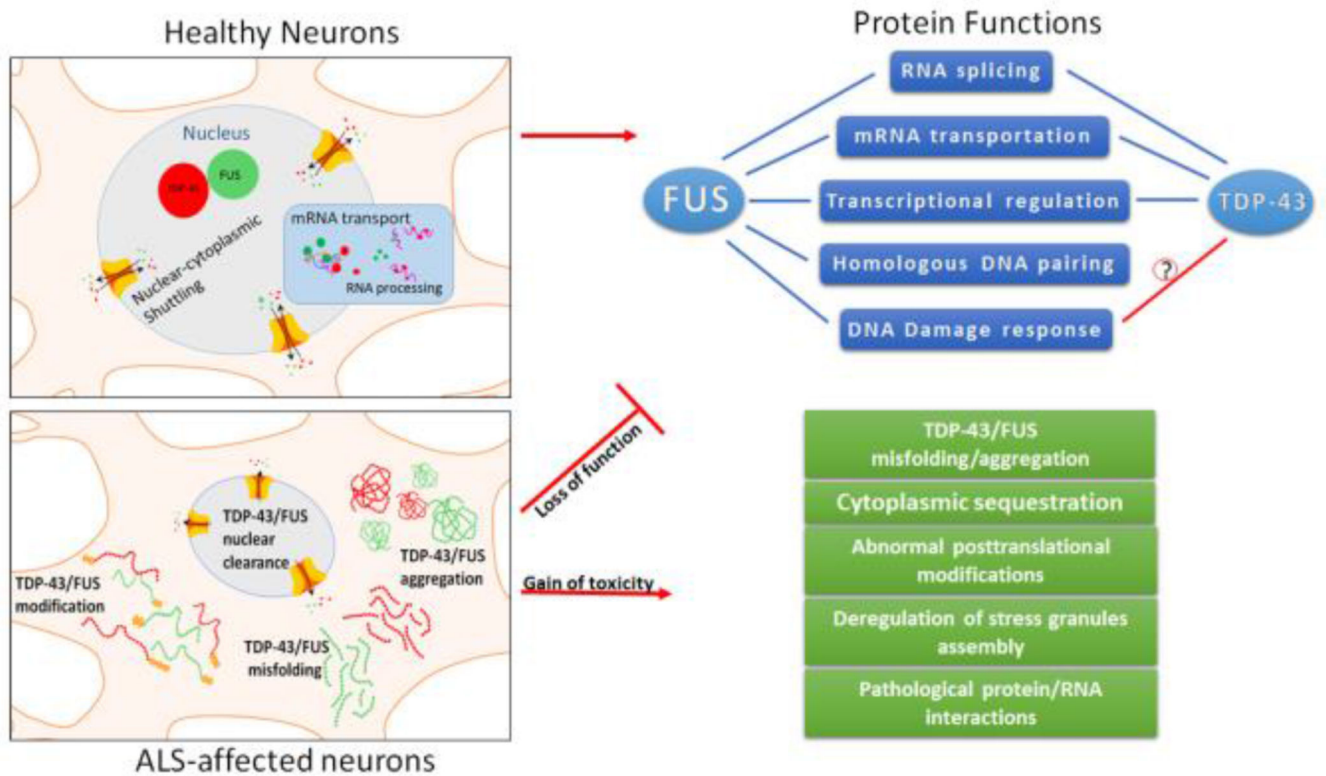 Healthy Neurons
Nucleus
TDP-43
FUS
Nuclear-cytoplasmic
Shuttling
mRNA transport
RNA processing
Protein Functions
RNA splicing
mRNA transportation
FUS
Transcriptional regulation
TDP-43
Homologous DNA pairing
?
DNA Damage response
Loss of function
Gain of toxicity
TDP-43/FUS
nuclear
clearance
TDP-43/FUS
aggregation
TDP-43/FUS
modification
TDP-43/FUS
misfolding
ALS-affected neurons
TDP-43/FUS
misfolding/aggregation
Cytoplasmic sequestration
Abnormal posttranslational
modifications
Deregulation of stress granules
assembly
Pathological protein/RNA
interactions